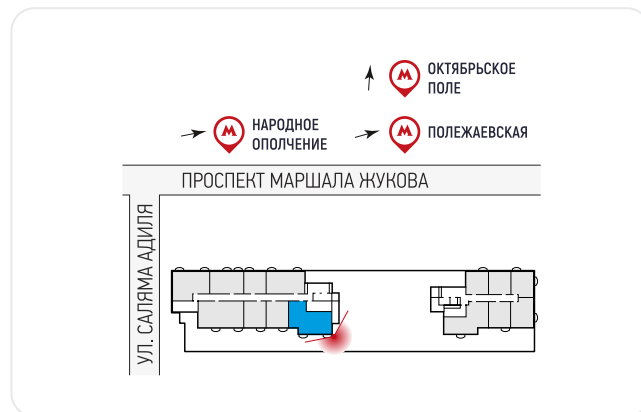 М ОКТЯБРЬСКОЕ
ПОЛЕ
М НАРОДНОЕ
ОПОЛЧЕНИЕ
М ПОЛЕЖАЕВСКАЯ
ПРОСПЕКТ МАРШАЛА ЖУКОВА
УЛ. САЛЯМА АДИЛЯ